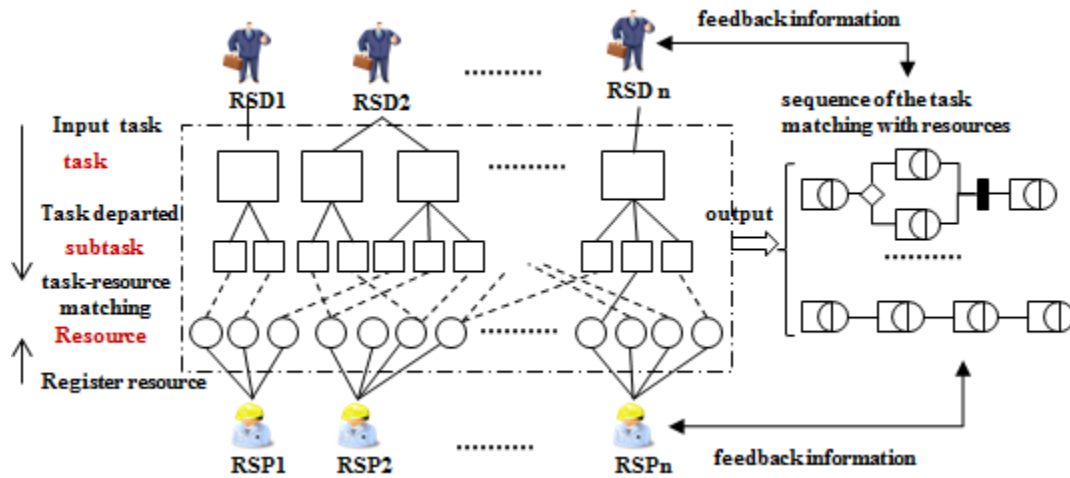 feedback information
RSD1
RSD2
RSD n
sequence of the task
matching with resources
Input task
task
Task departed
subtask
output
task-resource
matching
Resource
Register resource
RSP1
RSP2
RSPn
feedback information